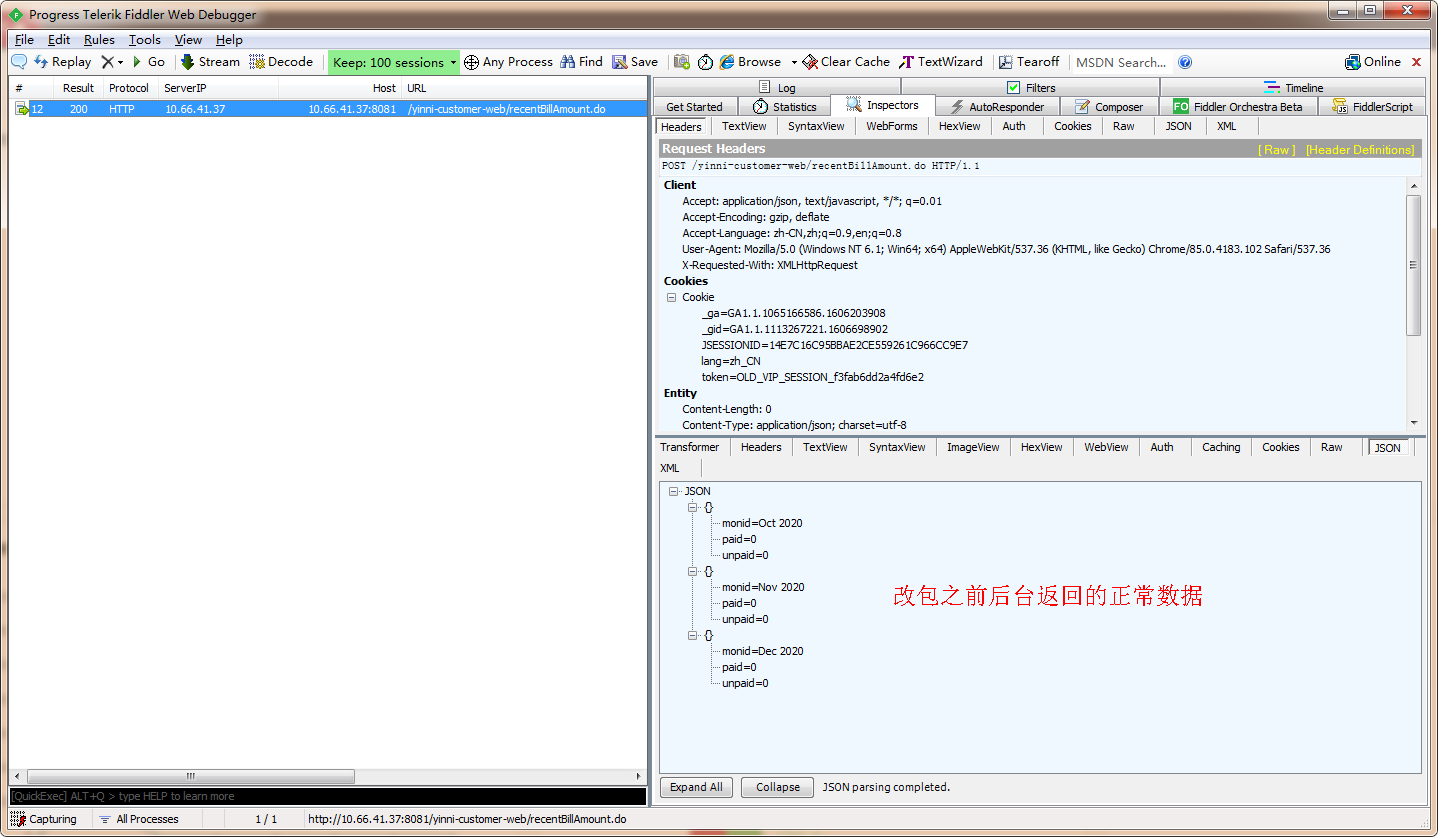 Progress Telerik Fiddler Web Debugger
File Edit Rules Tools View Help
Replay Go Stream Decode Keep: 100 sessions Any Process Find Save Browse Clear Cache TextWizard Tearoff MSDN Search... Online
# Result Protocol ServerIP Host URL
12 200 HTTP 10.66.41.37 10.66.41.37:8081 /yinni-customer-web/recentBillAmount.do
Log Filters Timeline
Get Started Statistics Inspectors AutoResponder Composer FO Fiddler Orchestra Beta FiddlerScript
Headers TextView SyntaxView WebForms HexView Auth Cookies Raw JSON XML
Request Headers [ Raw ] [Header Definitions]
POST /yinni-customer-web/recentBillAmount.do HTTP/1.1
Client
Accept: application/json, text/javascript, */*; q=0.01
Accept-Encoding: gzip, deflate
Accept-Language: zh-CN,zh;q=0.9,en;q=0.8
User-Agent: Mozilla/5.0 (Windows NT 6.1; Win64; x64) AppleWebKit/537.36 (KHTML, like Gecko) Chrome/85.0.4183.102 Safari/537.36
X-Requested-With: XMLHttpRequest
Cookies
Cookie
_ga=GA1.1.1065166586.1606203908
_gid=GA1.1.1113267221.1606698902
JSESSIONID=14E7C16C95BBAE2CE559261C966CC9E7
lang=zh_CN
token=OLD_VIP_SESSION_f3fab6dd2a4fd6e2
Entity
Content-Length: 0
Content-Type: application/json; charset=utf-8
Transformer Headers TextView SyntaxView ImageView HexView WebView Auth Caching Cookies Raw JSON
XML
JSON
{}
monid=Oct 2020
paid=0
unpaid=0
{}
monid=Nov 2020
paid=0
unpaid=0
{}
monid=Dec 2020
paid=0
unpaid=0
改包之前后台返回的正常数据
Expand All Collapse JSON parsing completed.
[QuickExec] ALT+Q > type HELP to learn more
Capturing All Processes 1 / 1 http://10.66.41.37:8081/yinni-customer-web/recentBillAmount.do